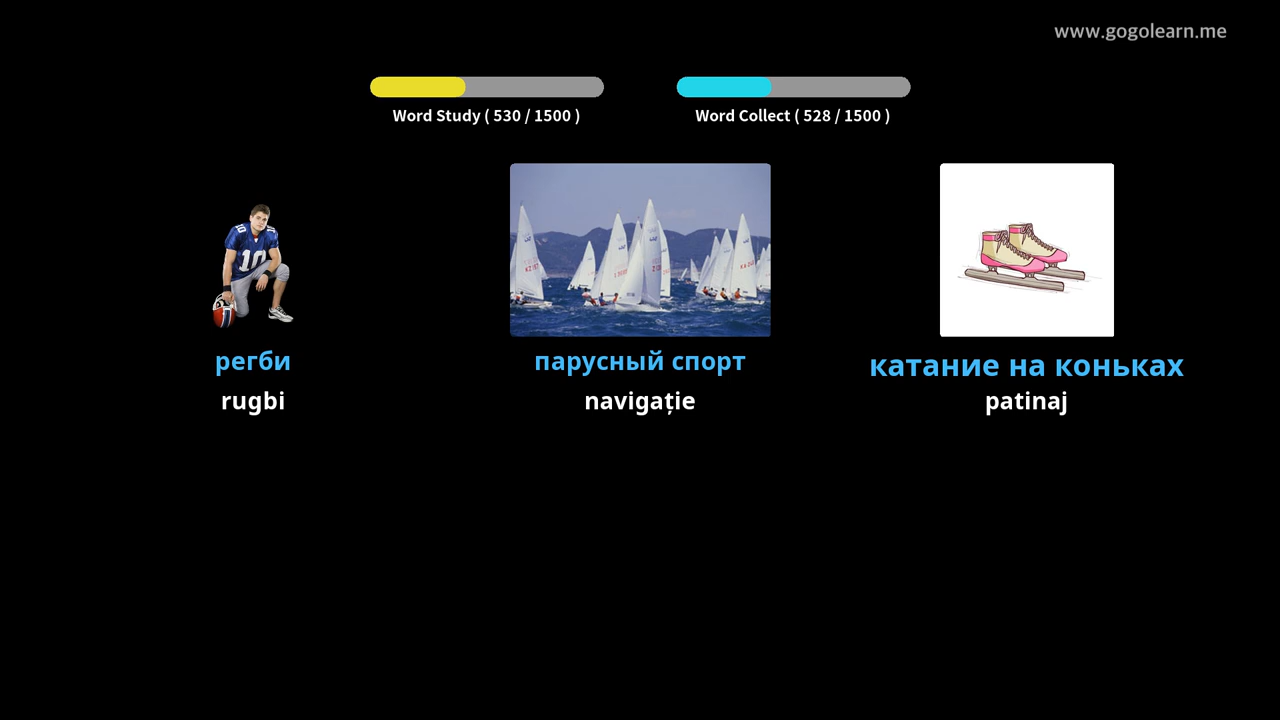 www.gogolearn.me
Word Study ( 530 / 1500 )
Word Collect ( 528 / 1500 )
регби
парусный спорт
катание на коньках
rugbi
navigație
patinaj